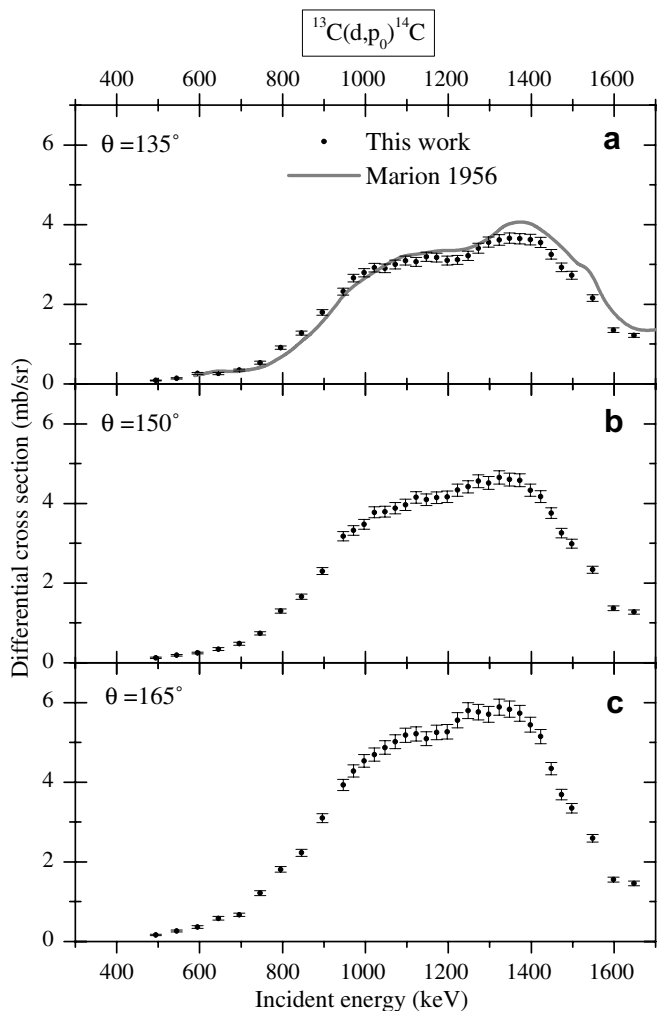 ¹³C(d,p₀)¹⁴C
400 600 800 1000 1200 1400 1600
θ =135° This work a
Marion 1956
6
4
2
0
θ =150° b
6
4
2
0
θ =165° c
6
4
2
0
Differential cross section (mb/sr)
400 600 800 1000 1200 1400 1600
Incident energy (keV)